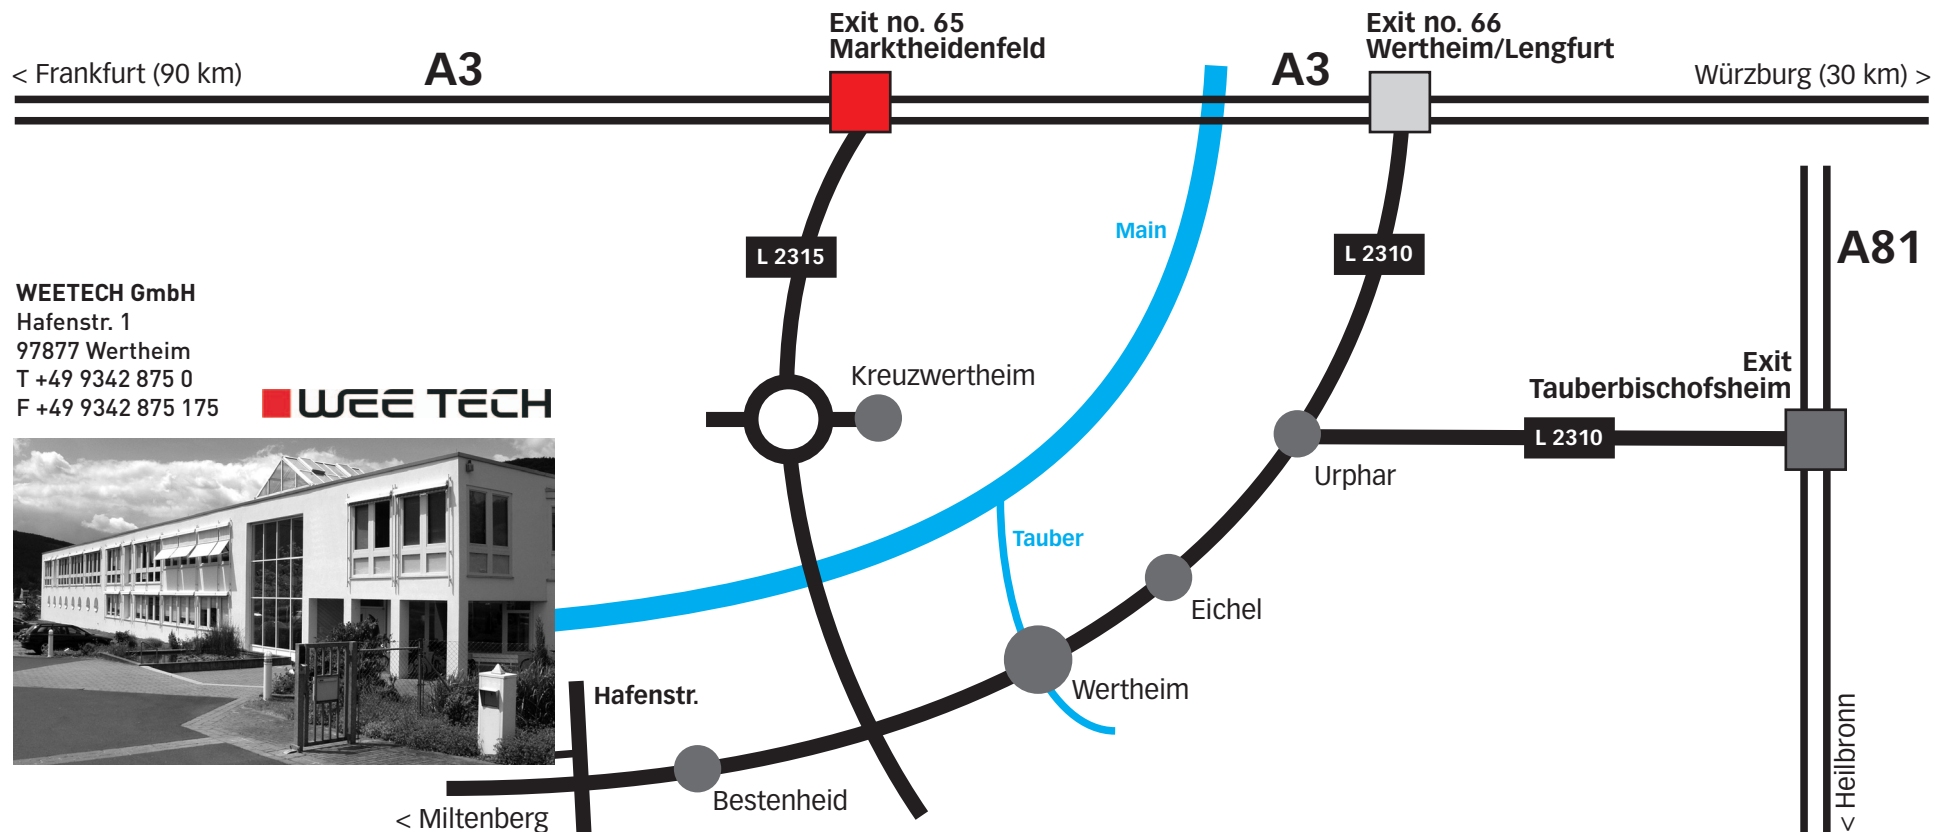 Exit no. 65
Marktheidenfeld
Exit no. 66
Wertheim/Lengfurt
< Frankfurt (90 km)
A3
A3
Würzburg (30 km) >
Main
L 2315
L 2310
A81
WEETECH GmbH
Hafenstr. 1
97877 Wertheim
T +49 9342 875 0
F +49 9342 875 175
WEE TECH
Kreuzwertheim
Exit
Tauberbischofsheim
L 2310
Urphar
Tauber
Eichel
Wertheim
Hafenstr.
Bestenheid
< Miltenberg
< Heilbronn